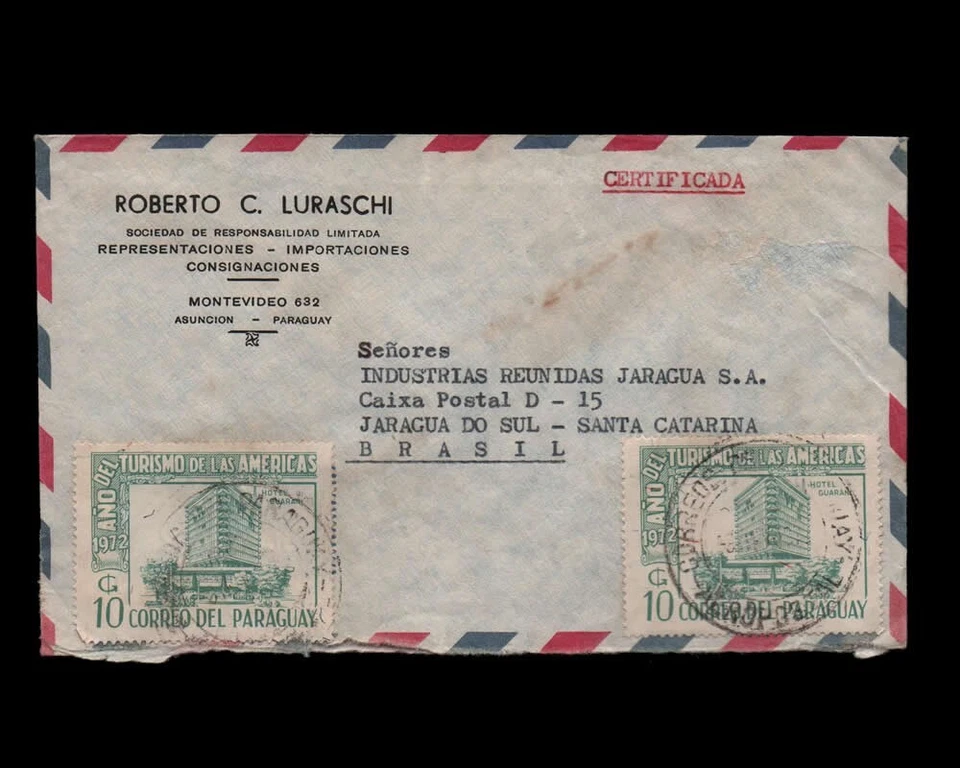 CERTIFICADA
ROBERTO C. LURASCHI
SOCIEDAD DE RESPONSABILIDAD LIMITADA
REPRESENTACIONES – IMPORTACIONES
CONSIGNACIONES
MONTEVIDEO 632
ASUNCION – PARAGUAY
Señores
INDUSTRIAS REUNIDAS JARAGUA S.A.
Caixa Postal D – 15
JARAGUA DO SUL – SANTA CATARINA
B R A S I L
AÑO DEL TURISMO DE LAS AMERICAS
1972
HOTEL
GUARANI
G
10 CORREO DEL PARAGUAY
AÑO DEL TURISMO DE LAS AMERICAS
1972
HOTEL
GUARANI
G
10 CORREO DEL PARAGUAY